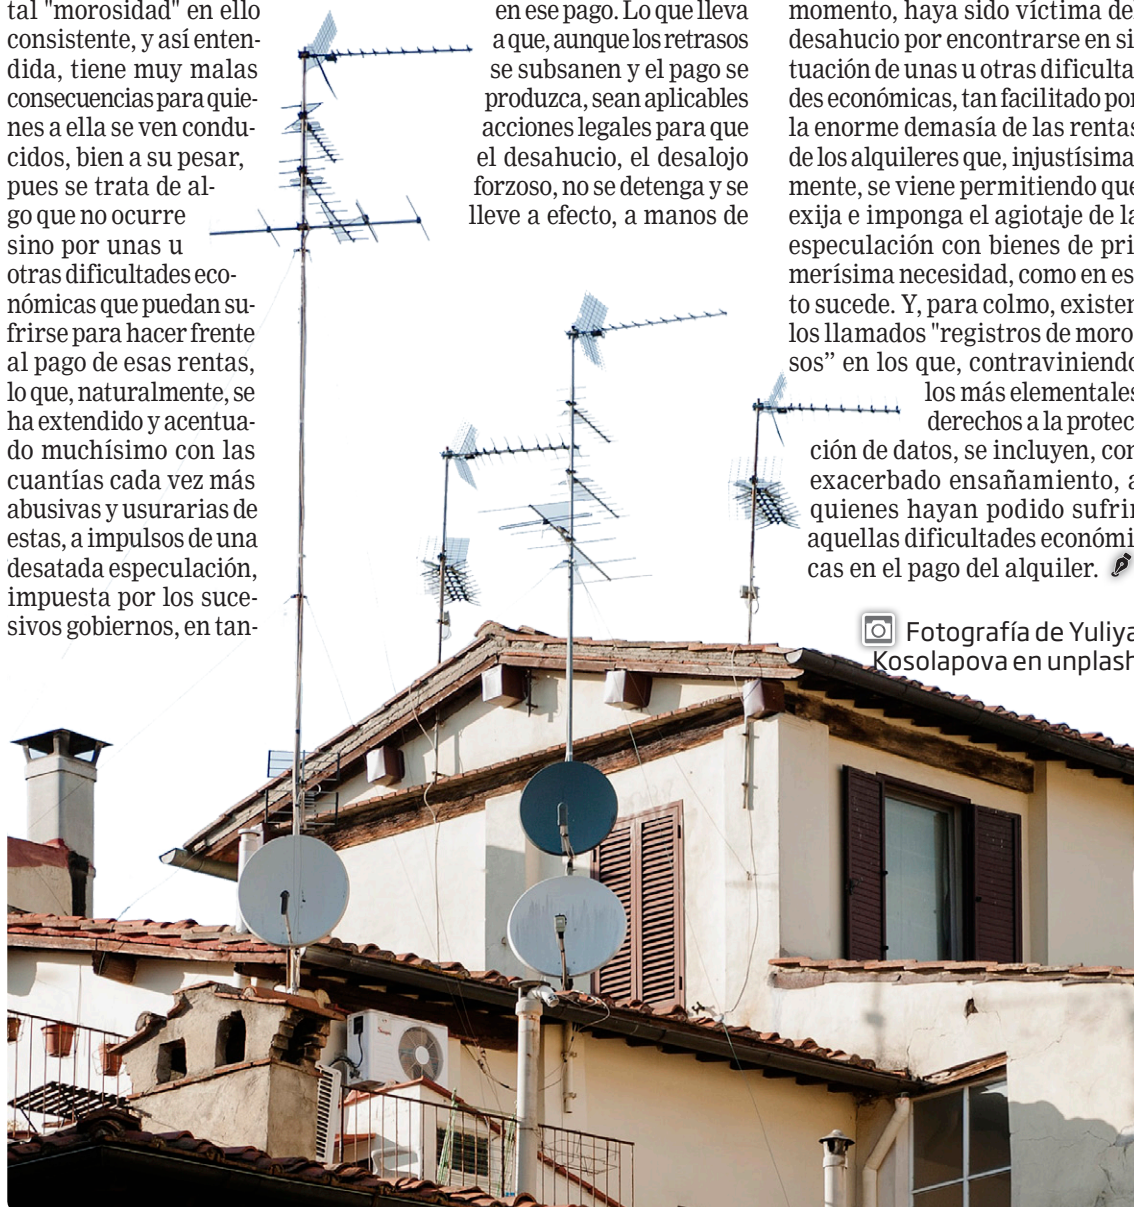 tal "morosidad" en ello
consistente, y así enten-
dida, tiene muy malas
consecuencias para quie-
nes a ella se ven condu-
cidos, bien a su pesar,
pues se trata de al-
go que no ocurre
sino por unas u
otras dificultades eco-
nómicas que puedan su-
frirse para hacer frente
al pago de esas rentas,
lo que, naturalmente, se
ha extendido y acentua-
do muchísimo con las
cuantías cada vez más
abusivas y usurarias de
estas, a impulsos de una
desatada especulación,
impuesta por los suce-
sivos gobiernos, en tan-
en ese pago. Lo que lleva
a que, aunque los retrasos
se subsanen y el pago se
produzca, sean aplicables
acciones legales para que
el desahucio, el desalojo
forzoso, no se detenga y se
lleve a efecto, a manos de
momento, haya sido víctima del
desahucio por encontrarse en si
tuación de unas u otras dificulta
des económicas, tan facilitado por
la enorme demasía de las rentas
de los alquileres que, injustísima
mente, se viene permitiendo que
exija e imponga el agiotaje de la
especulación con bienes de pri
merísima necesidad, como en es
to sucede. Y, para colmo, existen
los llamados "registros de moro
sos” en los que, contraviniendo
los más elementales
derechos a la protec
ción de datos, se incluyen, con
exacerbado ensañamiento, a
quienes hayan podido sufrir
aquellas dificultades económi
cas en el pago del alquiler.
Fotografía de Yuliya
Kosolapova en unplash